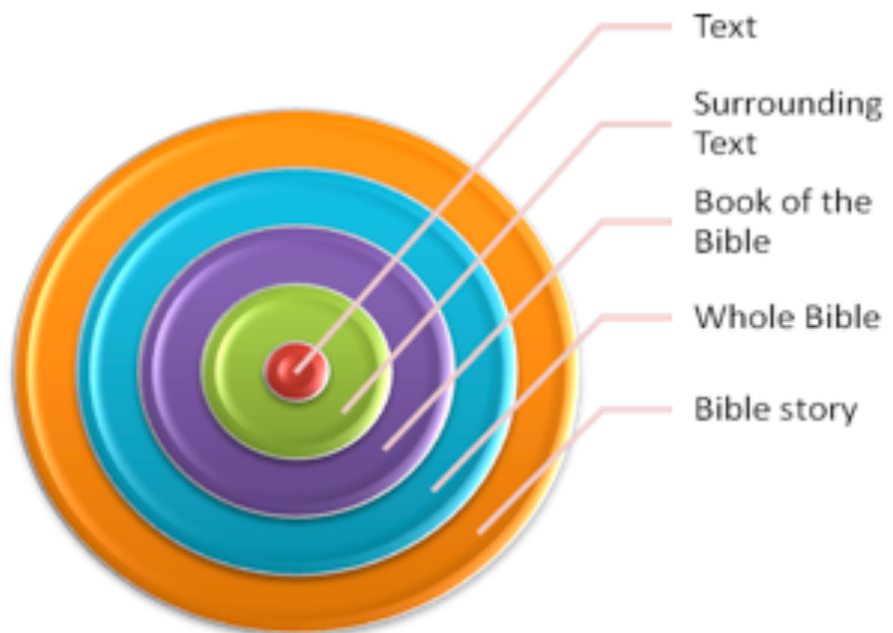 Text
Surrounding
Text
Book of the
Bible
Whole Bible
Bible story